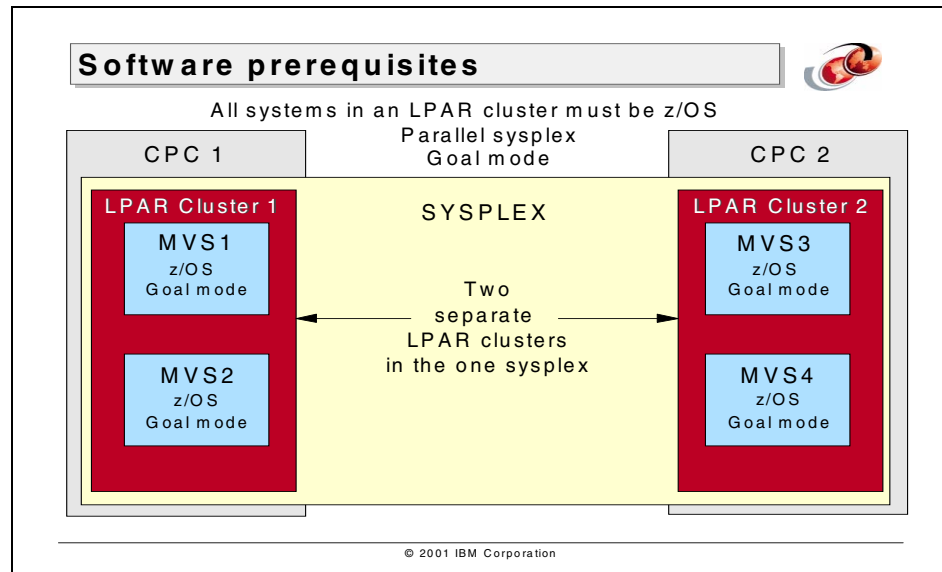 Software prerequisites
All systems in an LPAR cluster must be z/OS
Parallel sysplex
Goal mode
CPC 1
CPC 2
LPAR Cluster 1
SYSPLEX
LPAR Cluster 2
MVS1
z/OS
Goal mode
MVS3
z/OS
Goal mode
Two
separate
LPAR clusters
in the one sysplex
MVS2
z/OS
Goal mode
MVS4
z/OS
Goal mode
© 2001 IBM Corporation